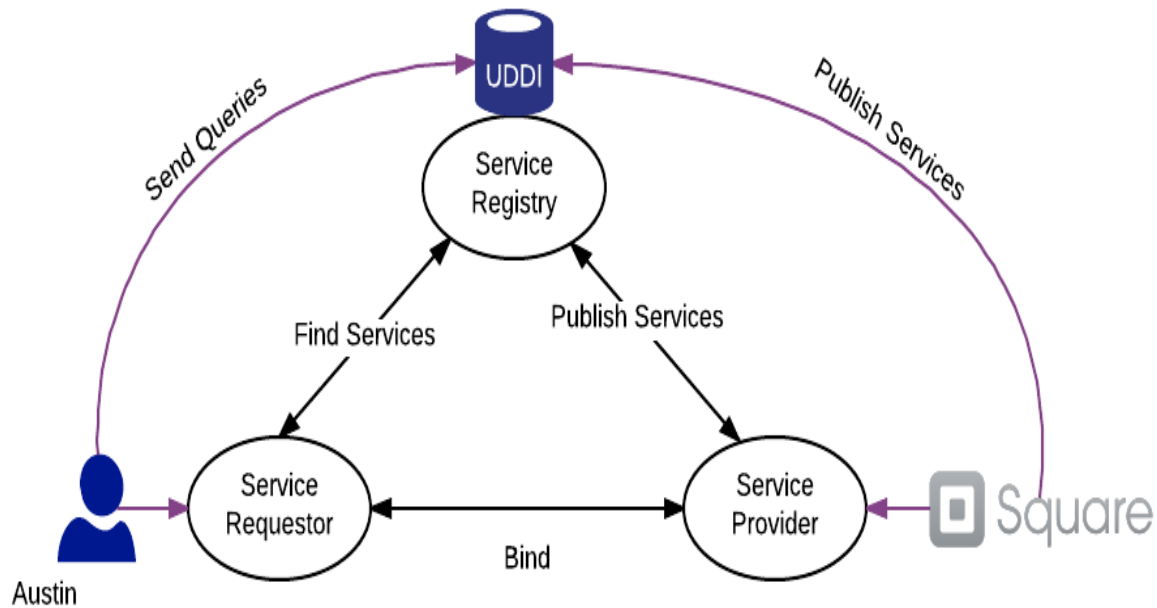 UDDI
Send Queries
Publish Services
Service
Registry
Find Services
Publish Services
Service
Requestor
Service
Provider
Square
Bind
Austin